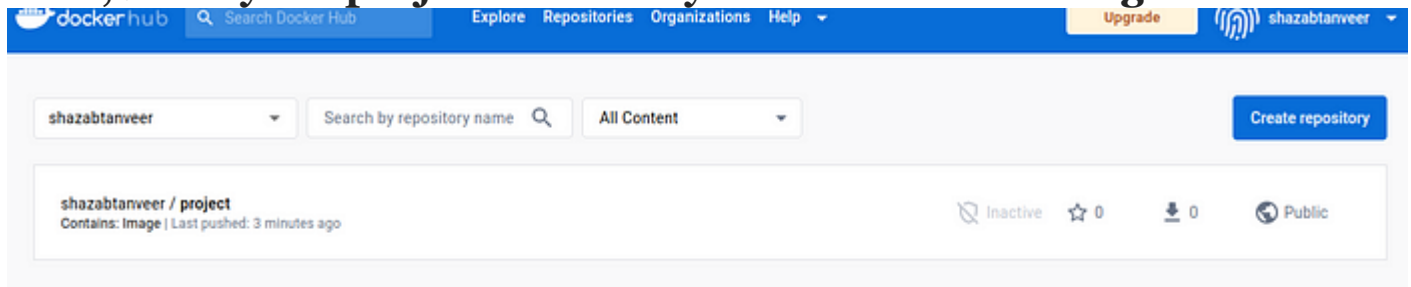 dockerhub Search Docker Hub Explore Repositories Organizations Help Upgrade shazabtanveer
shazabtanveer Search by repository name All Content Create repository
shazabtanveer / project
Contains: Image | Last pushed: 3 minutes ago
Inactive 0 0 Public